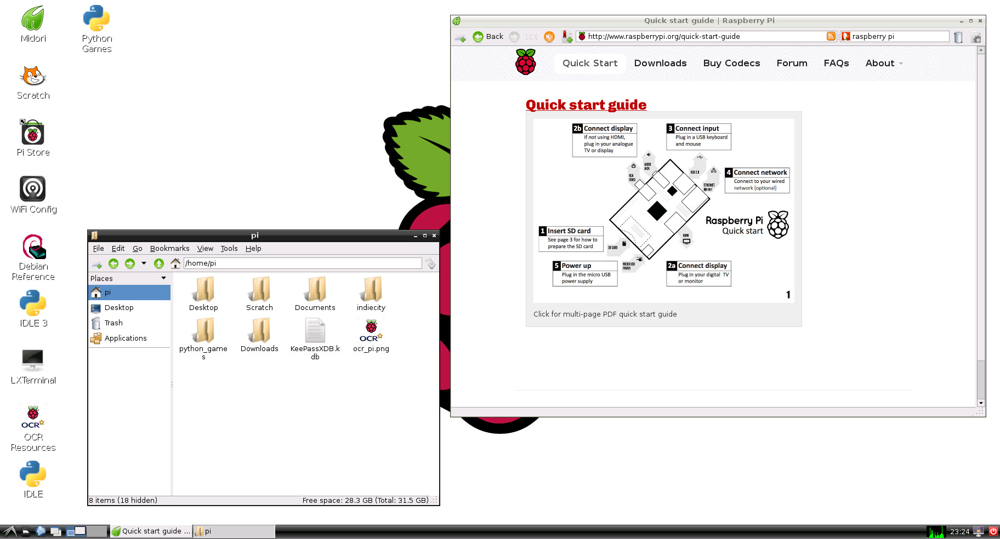 Midori
Python
Games
Scratch
Pi Store
WiFi Config
Debian
Reference
IDLE 3
LXTerminal
OCR
OCR
Resources
IDLE
pi
File Edit Go Bookmarks View Tools Help
/home/pi
Places
pi
Desktop
Trash
Applications
Desktop
Scratch
Documents
indiecity
python_game
s
Downloads
KeePassXDB.k
db
OCR
ocr_pi.png
8 items (18 hidden)
Free space: 28.3 GB (Total: 31.5 GB)
Quick start guide | Raspberry Pi
Back
http://www.raspberrypi.org/quick-start-guide
raspberry pi
Quick Start Downloads Buy Codecs Forum FAQs About
Quick start guide
2b Connect display
If not using HDMI,
plug in your analogue
TV or display
3 Connect input
Plug in a USB keyboard
and mouse
AUDIO
JACK
RCA
VIDEO
USB 2.0
ETHERNET
ONLY
4 Connect network
Connect to your wired
network [optional]
Raspberry Pi
Quick start
1 Insert SD card
See page 3 for how to
prepare the SD card
SD CARD
HDMI
MICRO USB
POWER
5 Power up
Plug in the micro USB
power supply
2a Connect display
Plug in your digital TV
or monitor
1
Click for multi-page PDF quick start guide
Quick start guide ...
pi
23:24